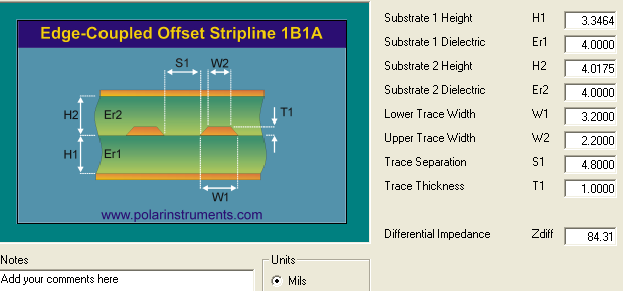 Edge-Coupled Offset Stripline 1B1A
S1 W2
H2 Er2 T1
H1 Er1
W1
www.polarinstruments.com
Substrate 1 Height H1 3.3464
Substrate 1 Dielectric Er1 4.0000
Substrate 2 Height H2 4.0175
Substrate 2 Dielectric Er2 4.0000
Lower Trace Width W1 3.2000
Upper Trace Width W2 2.2000
Trace Separation S1 4.8000
Trace Thickness T1 1.0000
Differential Impedance Zdiff 84.31
Notes
Add your comments here
Units
Mils